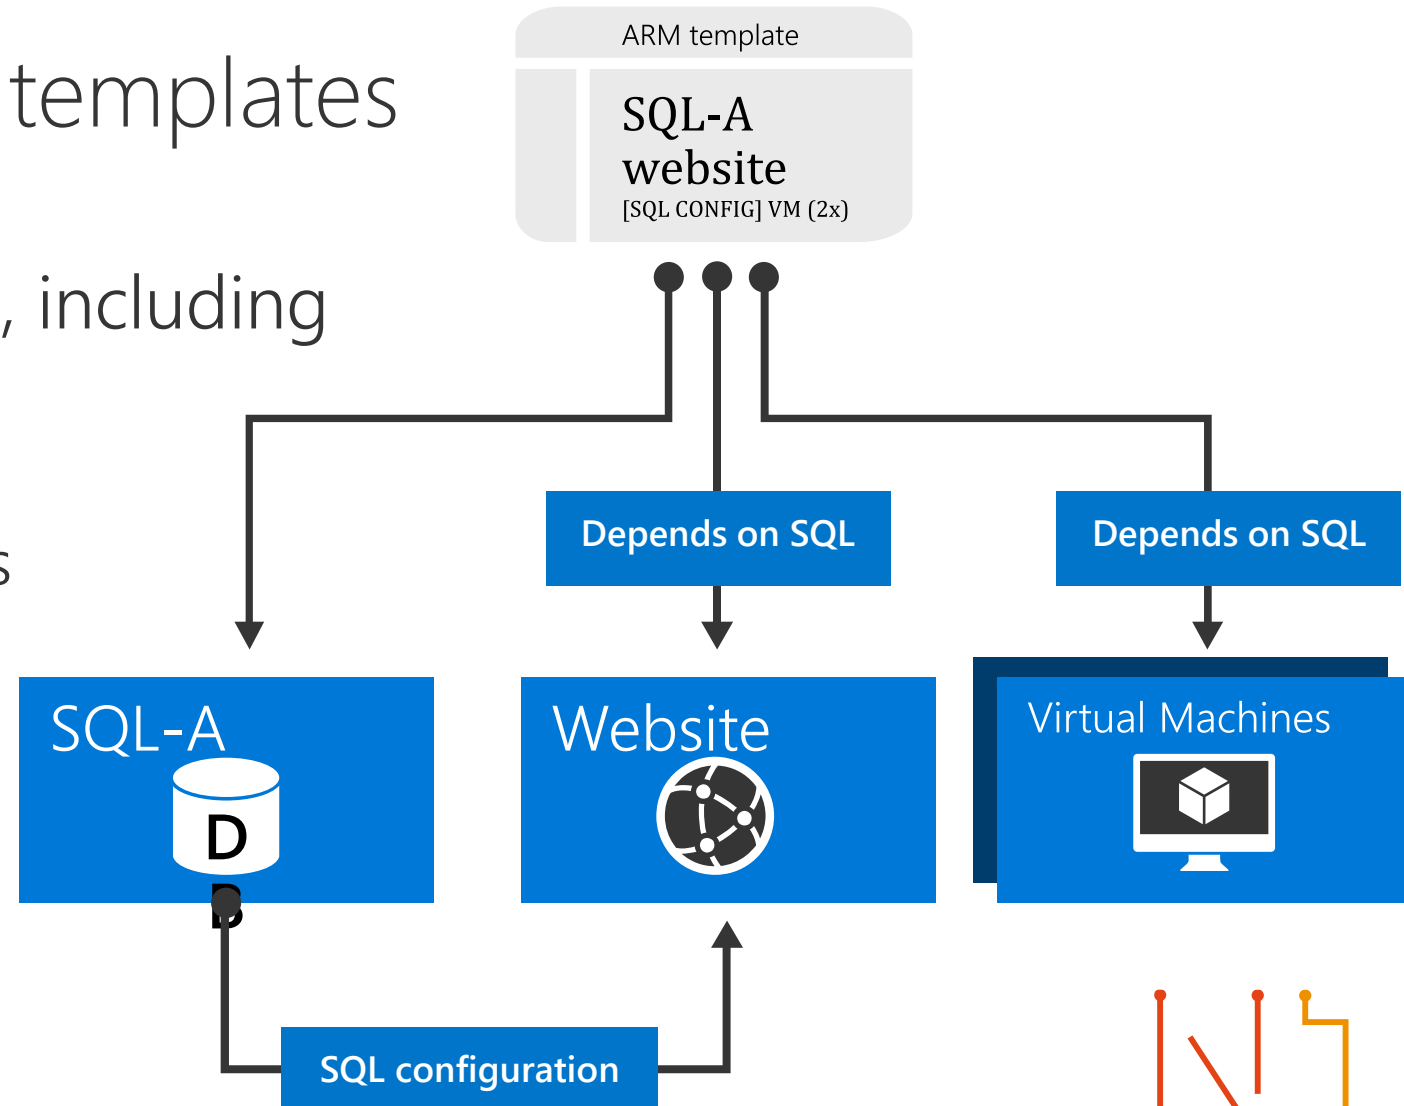 ARM template
templates
SQL-A
website
[SQL CONFIG] VM (2x)
, including
s
Depends on SQL
Depends on SQL
SQL-A
Website
Virtual Machines
D
B
SQL configuration